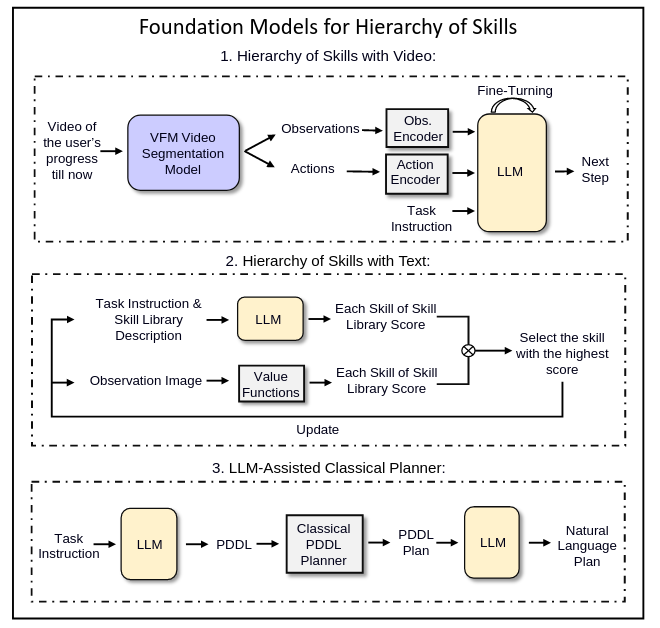 Foundation Models for Hierarchy of Skills
1. Hierarchy of Skills with Video:
Fine-Turning
Video of
the user's
progress
till now
VFM Video
Segmentation
Model
Observations
Actions
Obs.
Encoder
Action
Encoder
Task
Instruction
LLM
Next
Step
2. Hierarchy of Skills with Text:
Task Instruction &
Skill Library
Description
LLM
Each Skill of Skill
Library Score
Observation Image
Value
Functions
Each Skill of Skill
Library Score
Select the skill
with the highest
score
Update
3. LLM-Assisted Classical Planner:
Task
Instruction
LLM
PDDL
Classical
PDDL
Planner
PDDL
Plan
LLM
Natural
Language
Plan